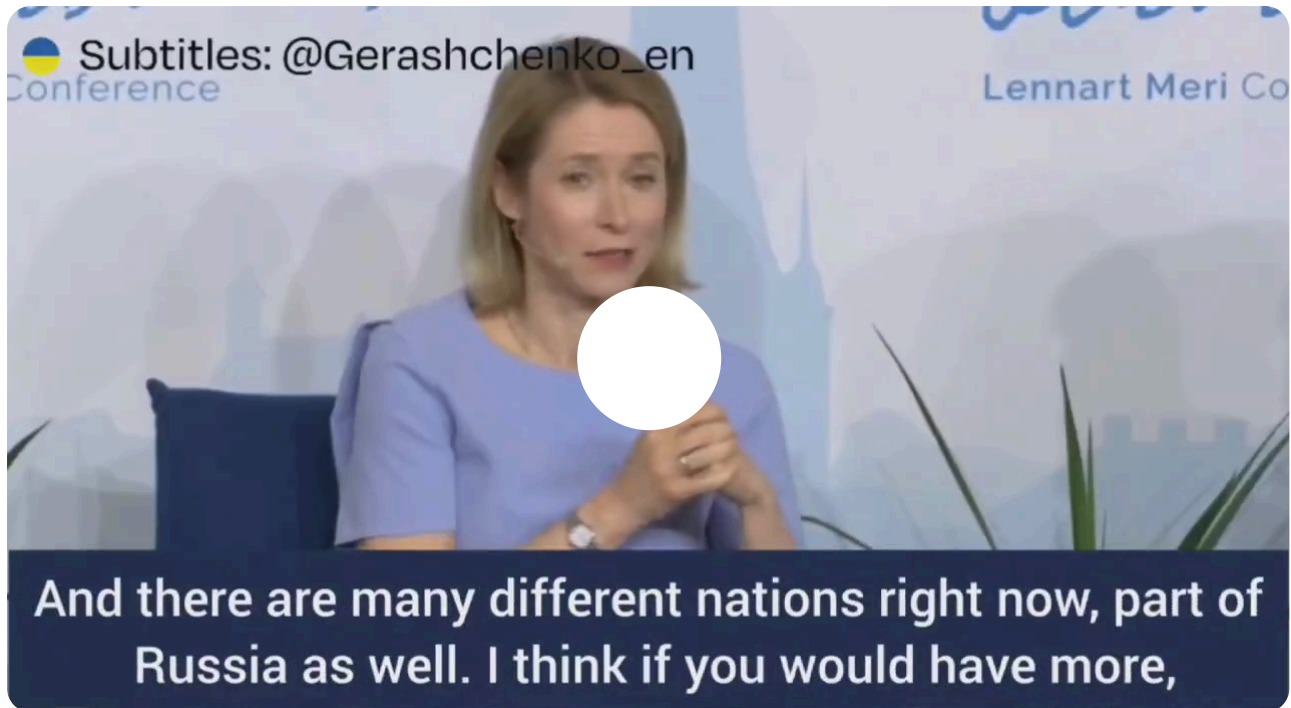 Subtitles: @Gerashchenko_en
Conference
Lennart Meri Co
And there are many different nations right now, part of
Russia as well. I think if you would have more,